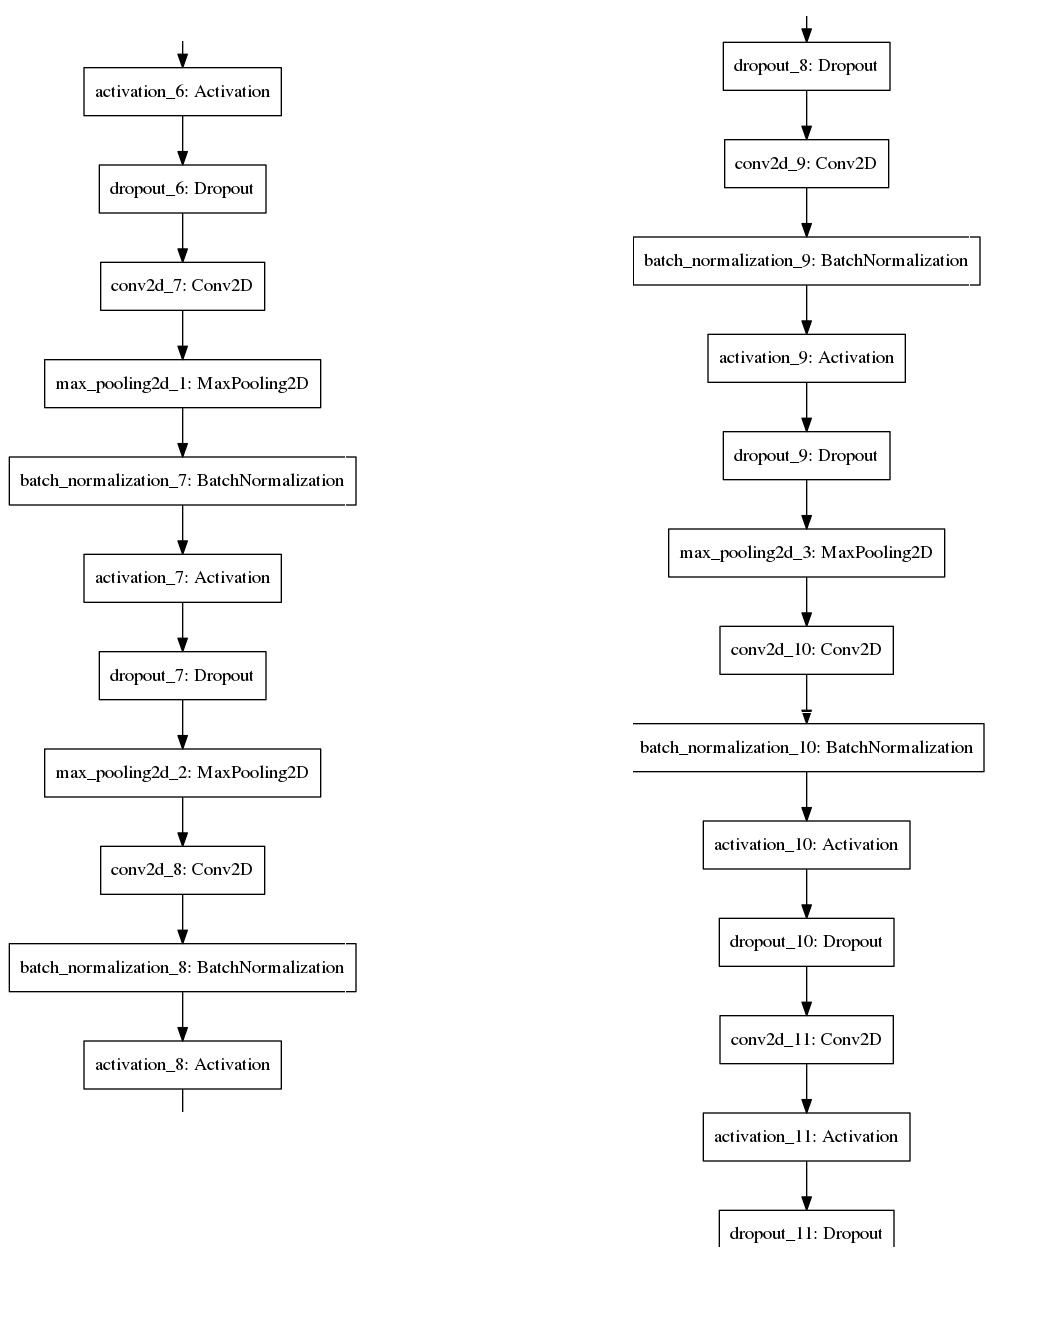 activation_6: Activation
dropout_6: Dropout
conv2d_7: Conv2D
max_pooling2d_1: MaxPooling2D
batch_normalization_7: BatchNormalization
activation_7: Activation
dropout_7: Dropout
max_pooling2d_2: MaxPooling2D
conv2d_8: Conv2D
batch_normalization_8: BatchNormalization
activation_8: Activation
dropout_8: Dropout
conv2d_9: Conv2D
batch_normalization_9: BatchNormalization
activation_9: Activation
dropout_9: Dropout
max_pooling2d_3: MaxPooling2D
conv2d_10: Conv2D
batch_normalization_10: BatchNormalization
activation_10: Activation
dropout_10: Dropout
conv2d_11: Conv2D
activation_11: Activation
dropout_11: Dropout